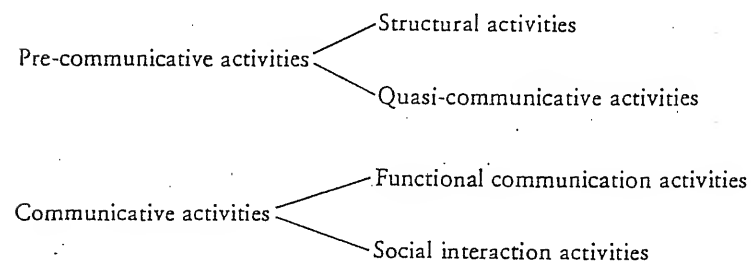 Structural activities
Pre-communicative activities
Quasi-communicative activities
Functional communication activities
Communicative activities
Social interaction activities